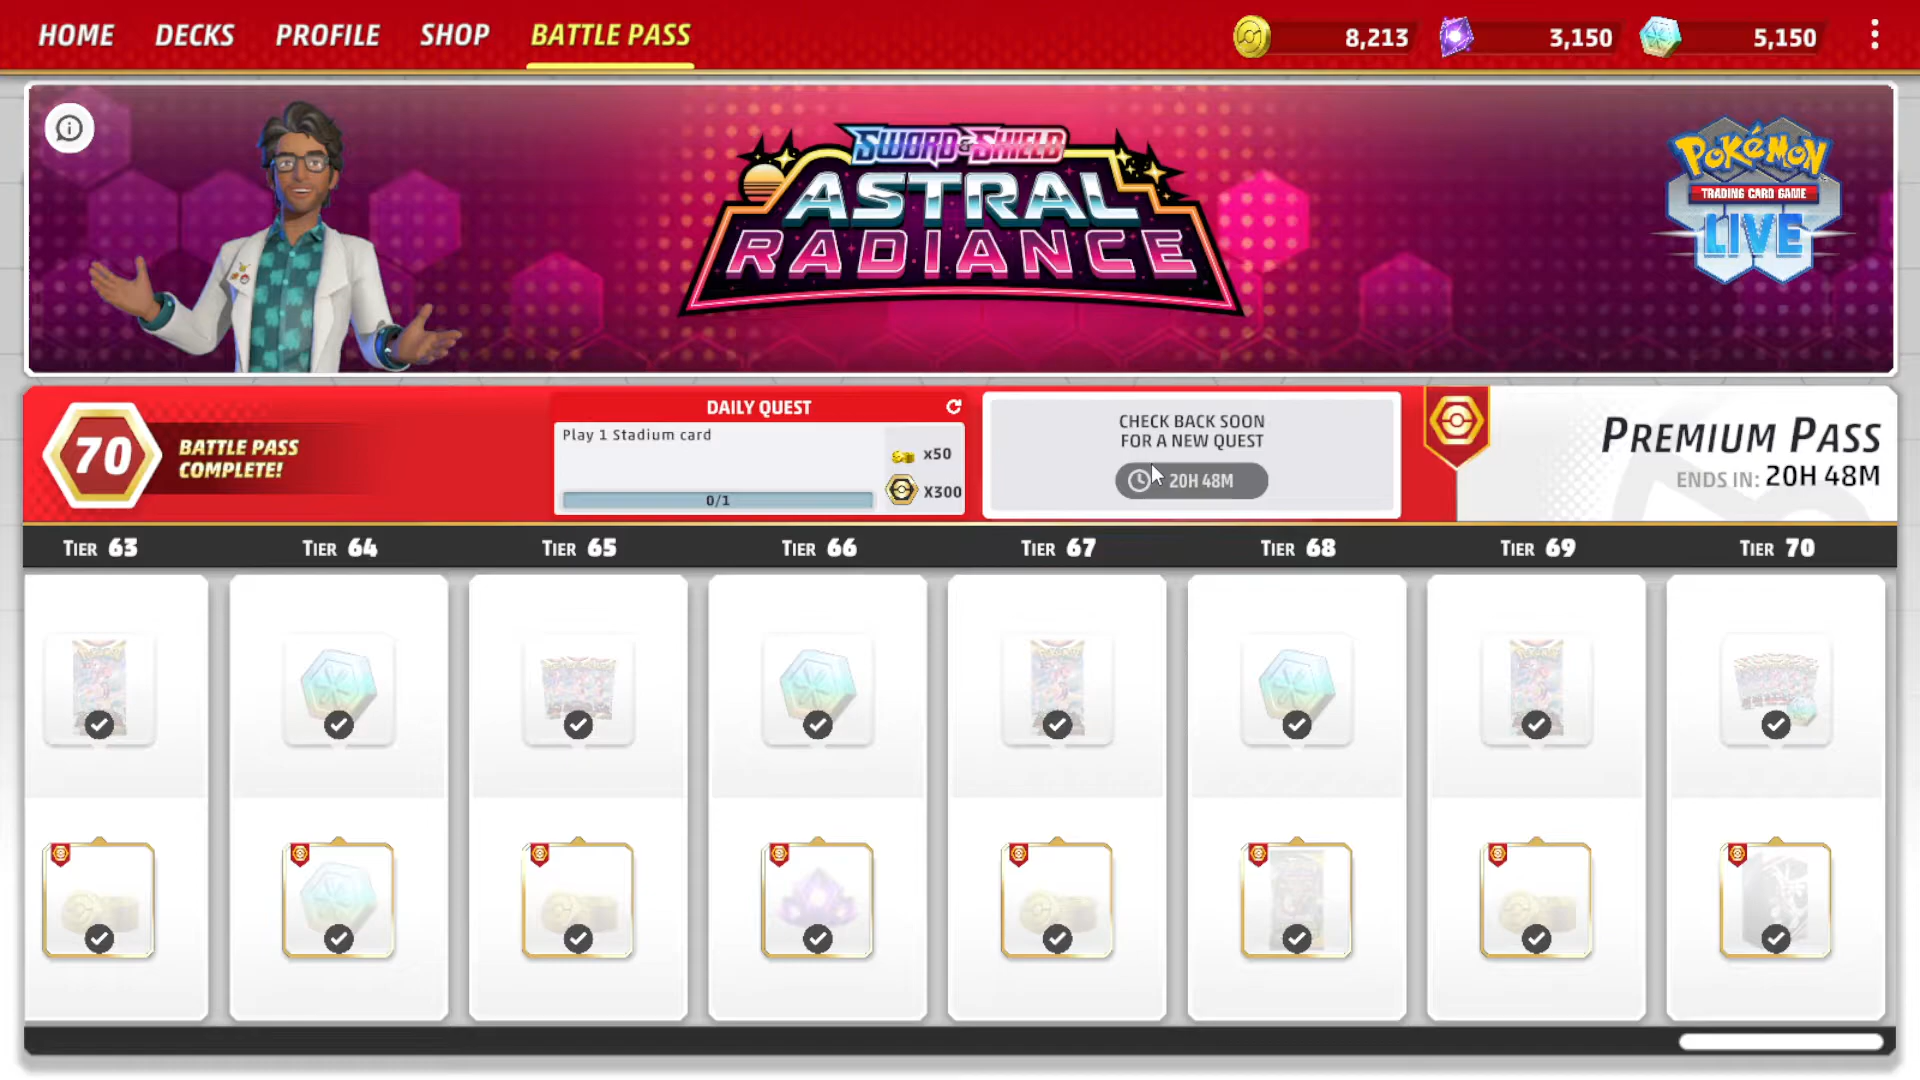 HOME DECKS PROFILE SHOP BATTLE PASS 8,213 3,150 5,150
SWORD & SHIELD
ASTRAL
RADIANCE
POKéMON
TRADING CARD GAME
LIVE
70
BATTLE PASS
COMPLETE!
DAILY QUEST
Play 1 Stadium card
x50
X300
0/1
CHECK BACK SOON
FOR A NEW QUEST
20H 48M
PREMIUM PASS
ENDS IN: 20H 48M
TIER 63 TIER 64 TIER 65 TIER 66 TIER 67 TIER 68 TIER 69 TIER 70